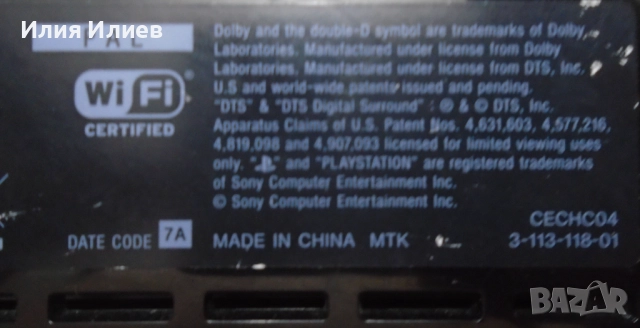 Илия Илиев
PAL
Dolby and the double-D symbol are trademarks of Dolby
Laboratories. Manufactured under license from Dolby
Laboratories. Manufactured under license from DTS, Inc.
U.S and world-wide patents issued and pending.
"DTS" & "DTS Digital Surround" : ℗ & © DTS, Inc.
Apparatus Claims of U.S. Patent Nos. 4,631,603, 4,577,216,
4,819,098 and 4,907,093 licensed for limited viewing uses
only. " " and "PLAYSTATION" are registered trademarks
of Sony Computer Entertainment Inc.
© Sony Computer Entertainment Inc.
Wi Fi
CERTIFIED
CECHC04
DATE CODE 7A MADE IN CHINA MTK 3-113-118-01
BAZAR